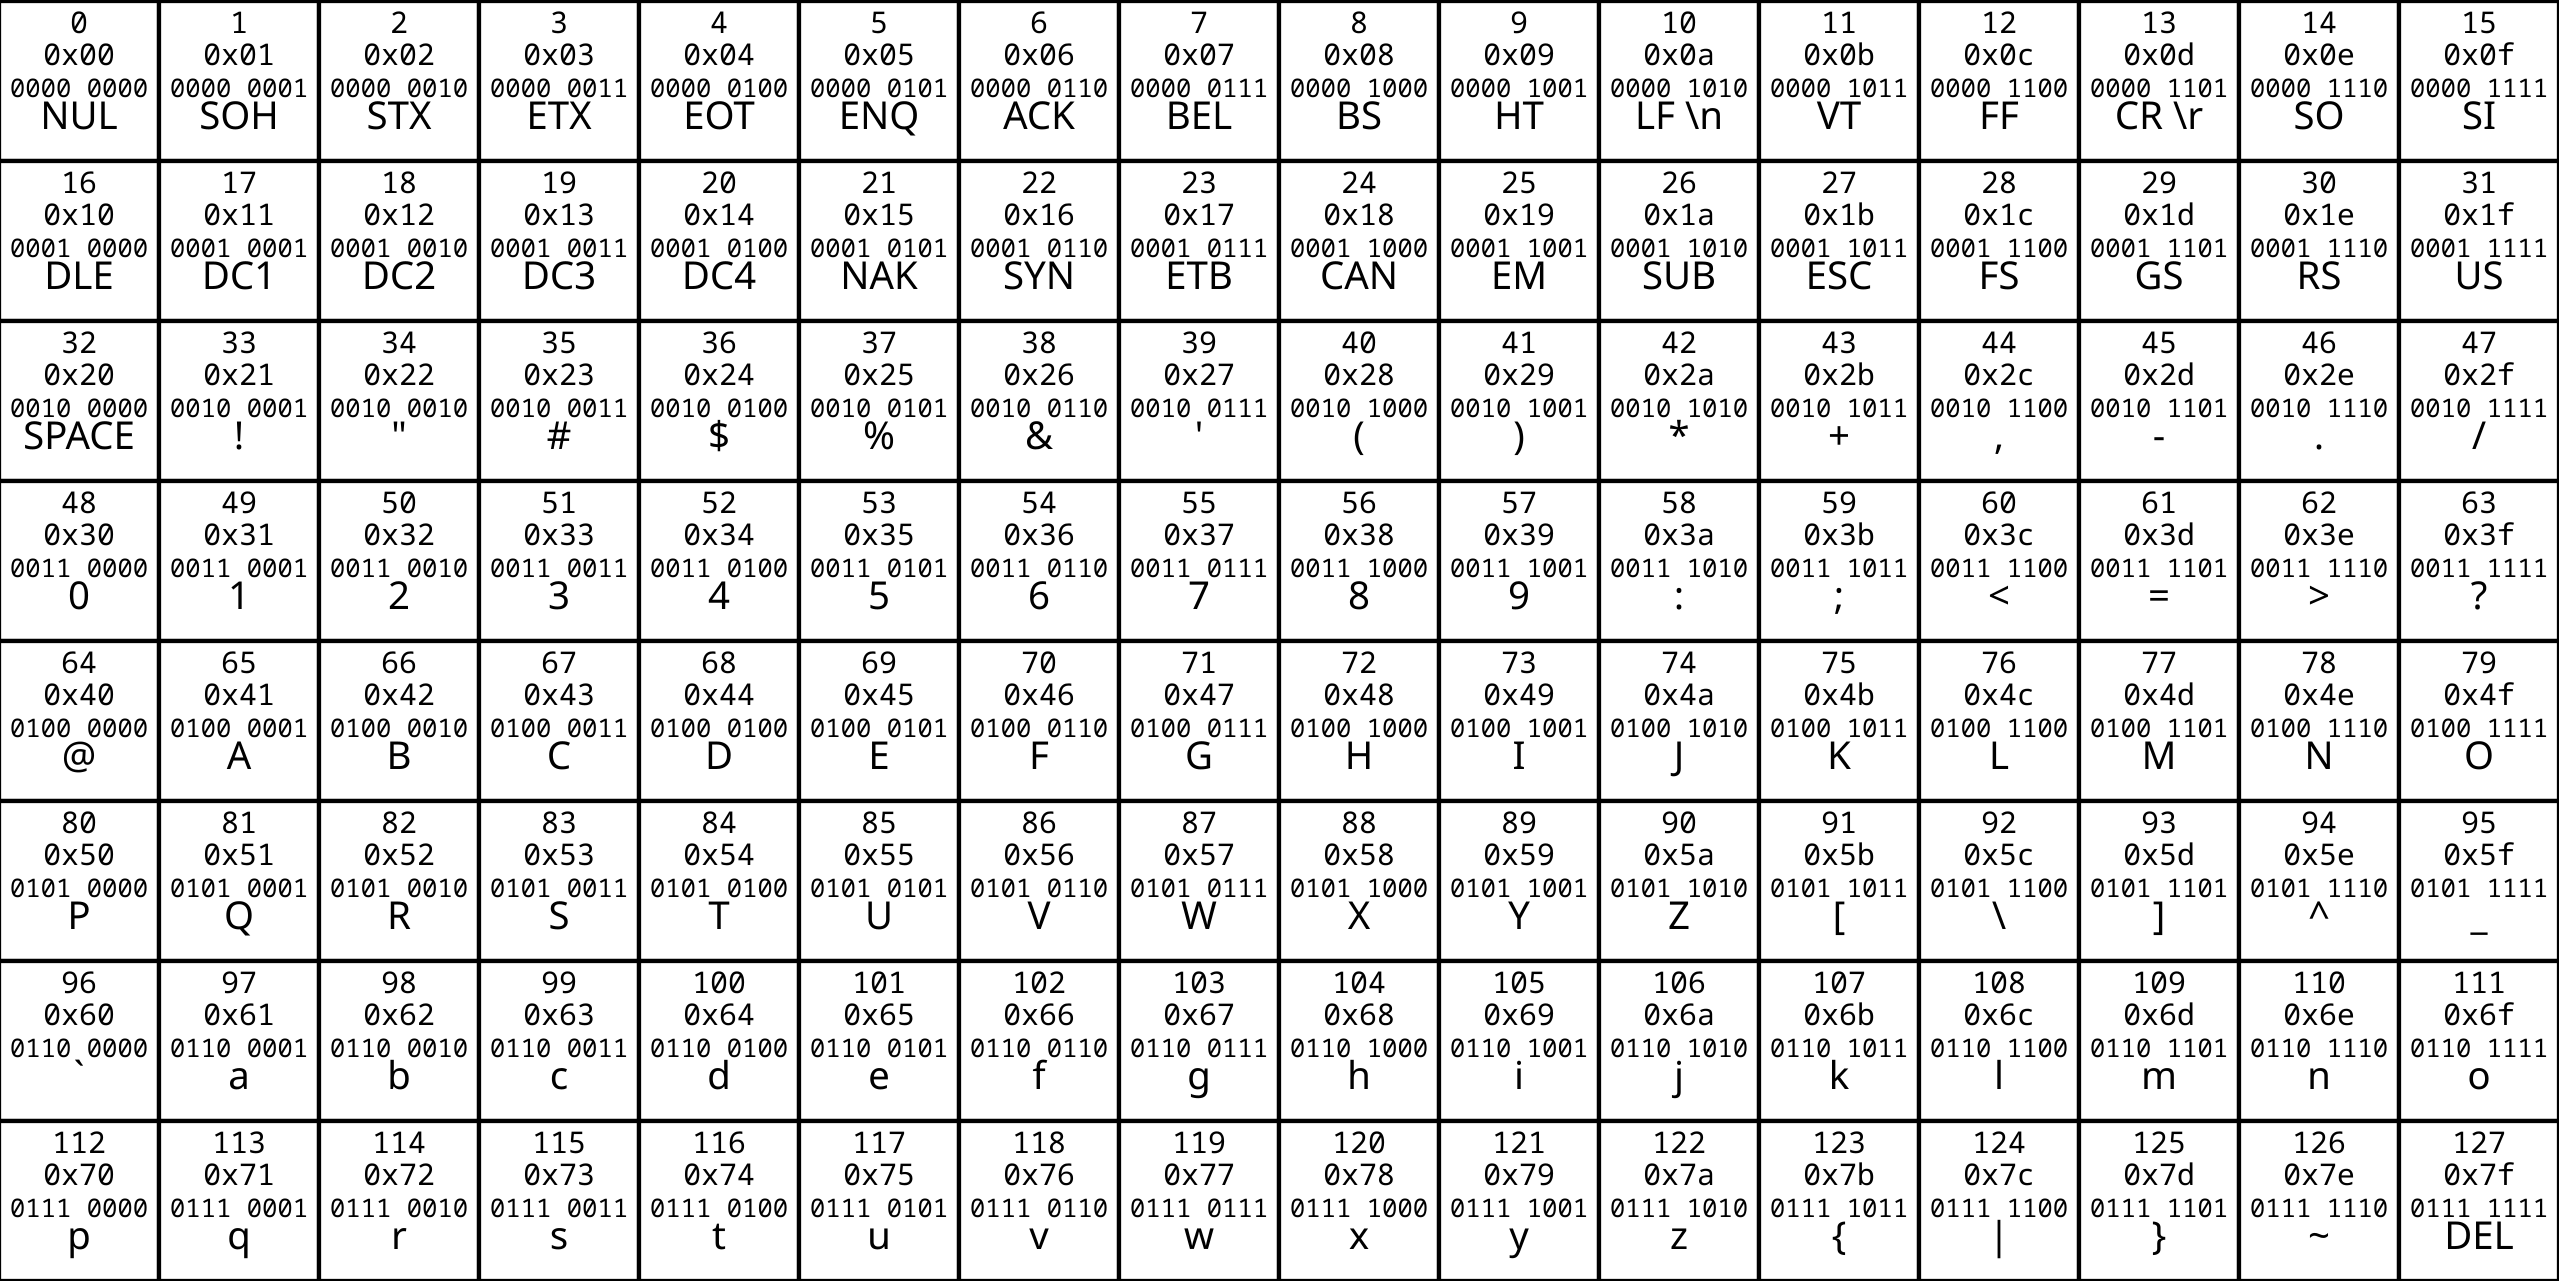 0 1 2 3 4 5 6 7 8 9 10 11 12 13 14 15
0x00 0x01 0x02 0x03 0x04 0x05 0x06 0x07 0x08 0x09 0x0a 0x0b 0x0c 0x0d 0x0e 0x0f
0000 0000 0000 0001 0000 0010 0000 0011 0000 0100 0000 0101 0000 0110 0000 0111 0000 1000 0000 1001 0000 1010 0000 1011 0000 1100 0000 1101 0000 1110 0000 1111
NUL SOH STX ETX EOT ENQ ACK BEL BS HT LF \n VT FF CR \r SO SI
16 17 18 19 20 21 22 23 24 25 26 27 28 29 30 31
0x10 0x11 0x12 0x13 0x14 0x15 0x16 0x17 0x18 0x19 0x1a 0x1b 0x1c 0x1d 0x1e 0x1f
0001 0000 0001 0001 0001 0010 0001 0011 0001 0100 0001 0101 0001 0110 0001 0111 0001 1000 0001 1001 0001 1010 0001 1011 0001 1100 0001 1101 0001 1110 0001 1111
DLE DC1 DC2 DC3 DC4 NAK SYN ETB CAN EM SUB ESC FS GS RS US
32 33 34 35 36 37 38 39 40 41 42 43 44 45 46 47
0x20 0x21 0x22 0x23 0x24 0x25 0x26 0x27 0x28 0x29 0x2a 0x2b 0x2c 0x2d 0x2e 0x2f
0010 0000 0010 0001 0010 0010 0010 0011 0010 0100 0010 0101 0010 0110 0010 0111 0010 1000 0010 1001 0010 1010 0010 1011 0010 1100 0010 1101 0010 1110 0010 1111
SPACE ! " # $ % & ' ( ) * + , - . /
48 49 50 51 52 53 54 55 56 57 58 59 60 61 62 63
0x30 0x31 0x32 0x33 0x34 0x35 0x36 0x37 0x38 0x39 0x3a 0x3b 0x3c 0x3d 0x3e 0x3f
0011 0000 0011 0001 0011 0010 0011 0011 0011 0100 0011 0101 0011 0110 0011 0111 0011 1000 0011 1001 0011 1010 0011 1011 0011 1100 0011 1101 0011 1110 0011 1111
0 1 2 3 4 5 6 7 8 9 : ; < = > ?
64 65 66 67 68 69 70 71 72 73 74 75 76 77 78 79
0x40 0x41 0x42 0x43 0x44 0x45 0x46 0x47 0x48 0x49 0x4a 0x4b 0x4c 0x4d 0x4e 0x4f
0100 0000 0100 0001 0100 0010 0100 0011 0100 0100 0100 0101 0100 0110 0100 0111 0100 1000 0100 1001 0100 1010 0100 1011 0100 1100 0100 1101 0100 1110 0100 1111
@ A B C D E F G H I J K L M N O
80 81 82 83 84 85 86 87 88 89 90 91 92 93 94 95
0x50 0x51 0x52 0x53 0x54 0x55 0x56 0x57 0x58 0x59 0x5a 0x5b 0x5c 0x5d 0x5e 0x5f
0101 0000 0101 0001 0101 0010 0101 0011 0101 0100 0101 0101 0101 0110 0101 0111 0101 1000 0101 1001 0101 1010 0101 1011 0101 1100 0101 1101 0101 1110 0101 1111
P Q R S T U V W X Y Z [ \ ] ^ _
96 97 98 99 100 101 102 103 104 105 106 107 108 109 110 111
0x60 0x61 0x62 0x63 0x64 0x65 0x66 0x67 0x68 0x69 0x6a 0x6b 0x6c 0x6d 0x6e 0x6f
0110 0000 0110 0001 0110 0010 0110 0011 0110 0100 0110 0101 0110 0110 0110 0111 0110 1000 0110 1001 0110 1010 0110 1011 0110 1100 0110 1101 0110 1110 0110 1111
` a b c d e f g h i j k l m n o
112 113 114 115 116 117 118 119 120 121 122 123 124 125 126 127
0x70 0x71 0x72 0x73 0x74 0x75 0x76 0x77 0x78 0x79 0x7a 0x7b 0x7c 0x7d 0x7e 0x7f
0111 0000 0111 0001 0111 0010 0111 0011 0111 0100 0111 0101 0111 0110 0111 0111 0111 1000 0111 1001 0111 1010 0111 1011 0111 1100 0111 1101 0111 1110 0111 1111
p q r s t u v w x y z { | } ~ DEL